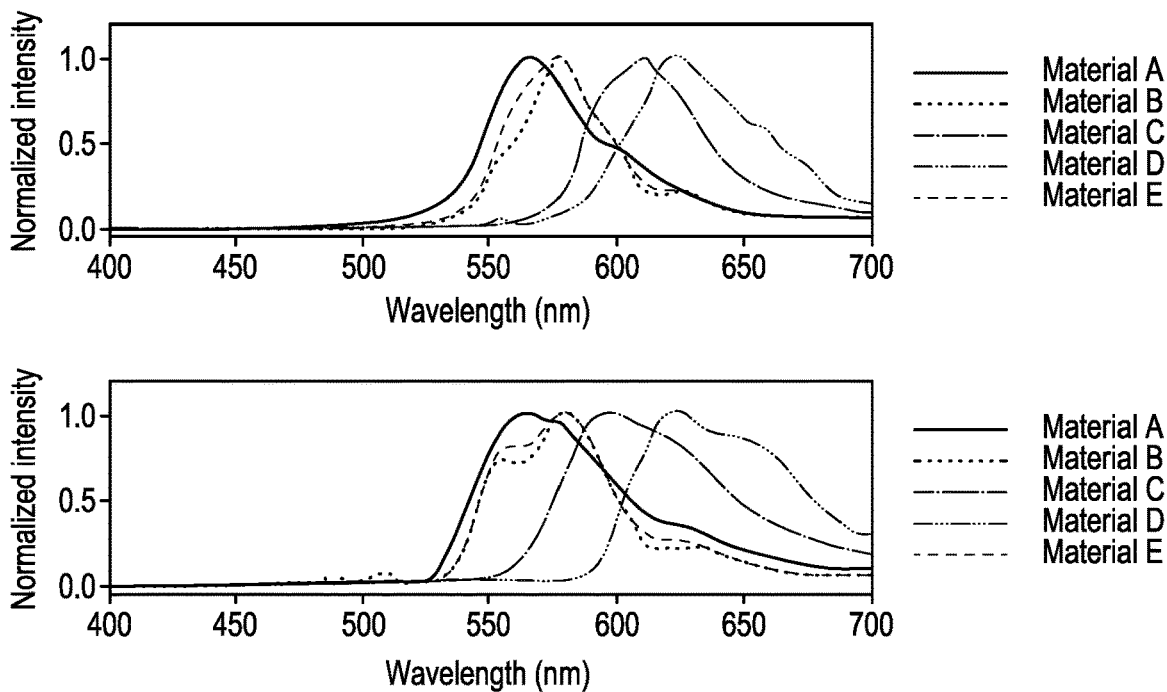 Normalized intensity
1.0
0.5
0.0
400 450 500 550 600 650 700
Wavelength (nm)
Material A
Material B
Material C
Material D
Material E
Normalized intensity
1.0
0.5
0.0
400 450 500 550 600 650 700
Wavelength (nm)
Material A
Material B
Material C
Material D
Material E